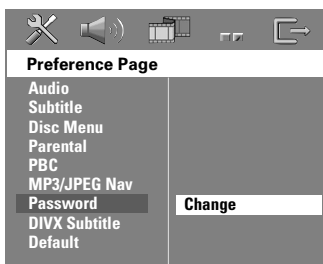 Preference Page
Audio
Subtitle
Disc Menu
Parental
PBC
MP3/JPEG Nav
Password Change
DIVX Subtitle
Default